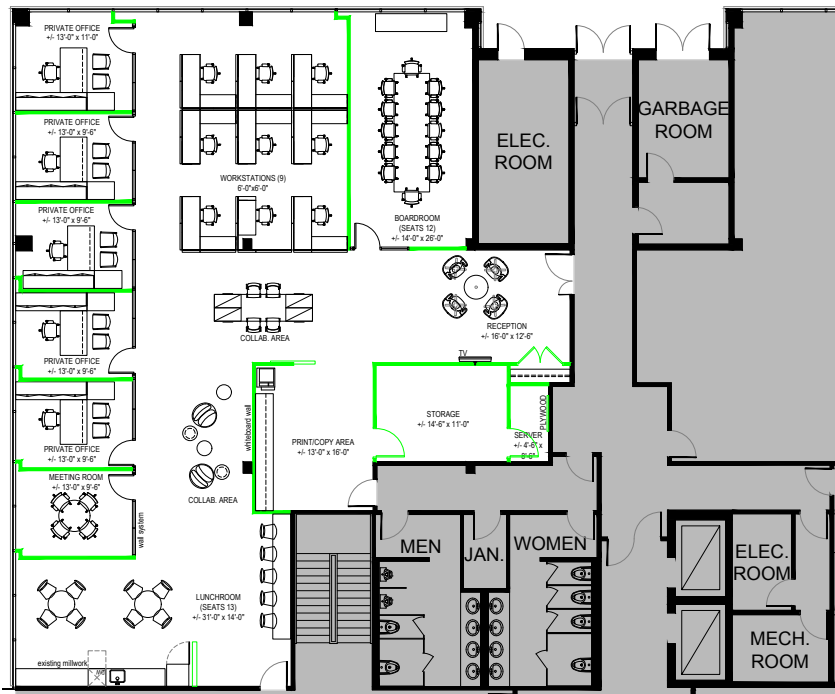 PRIVATE OFFICE
+/- 13'-0" x 11'-0"
PRIVATE OFFICE
+/- 13'-0" x 9'-6"
PRIVATE OFFICE
+/- 13'-0" x 9'-6"
PRIVATE OFFICE
+/- 13'-0" x 9'-6"
PRIVATE OFFICE
+/- 13'-0" x 9'-6"
MEETING ROOM
+/- 13'-0" x 9'-6"
wall system
WORKSTATIONS (9)
6'-0"x6'-0"
BOARDROOM
(SEATS 12)
+/- 14'-0" x 26'-0"
ELEC.
ROOM
GARBAGE
ROOM
COLLAB. AREA
RECEPTION
+/- 16'-0" x 12'-6"
TV
whiteboard wall
PRINT/COPY AREA
+/- 13'-0" x 16'-0"
STORAGE
+/- 14'-6" x 11'-0"
PLYWOOD
SERVER
+/- 4'-6" x
COLLAB. AREA
LUNCHROOM
(SEATS 13)
+/- 31'-0" x 14'-0"
existing millwork
MEN
JAN.
WOMEN
ELEC.
ROOM
MECH.
ROOM